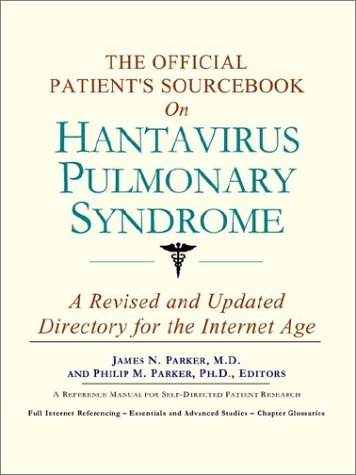 THE OFFICIAL
PATIENT'S SOURCEBOOK
On
HANTAVIRUS
PULMONARY
SYNDROME
A Revised and Updated
Directory for the Internet Age
JAMES N. PARKER, M.D.
AND PHILIP M. PARKER, PH.D., EDITORS
A REFERENCE MANUAL FOR SELF-DIRECTED PATIENT RESEARCH
Full Internet Referencing – Essentials and Advanced Studies – Chapter Glossaries